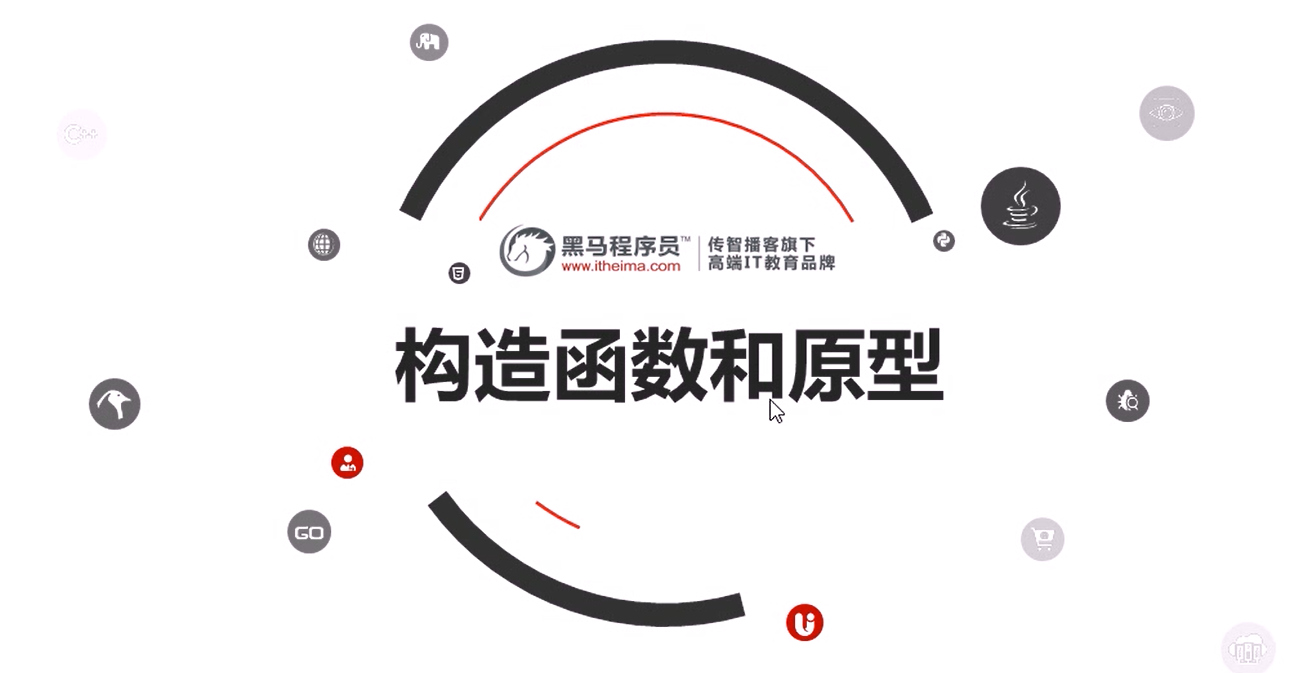 C++
黑马程序员™
www.itheima.com
传智播客旗下
高端IT教育品牌
构造函数和原型
GO